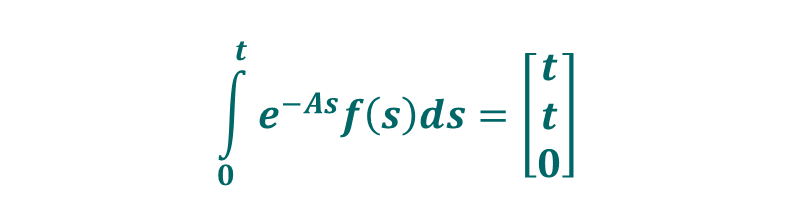 ∫₀ᵗ e⁻ᴬˢ f(s)ds = [t t 0]